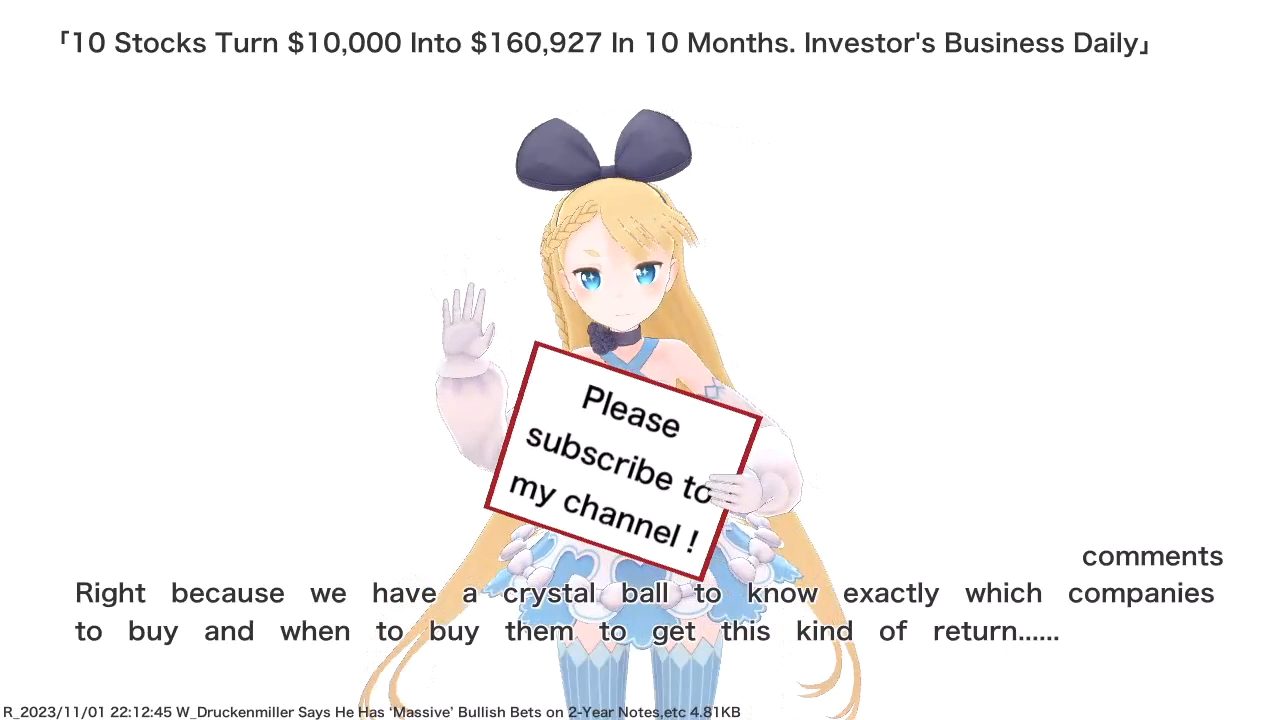 「10 Stocks Turn $10,000 Into $160,927 In 10 Months. Investor's Business Daily」
Please
subscribe to
my channel !
comments
Right because we have a crystal ball to know exactly which companies
to buy and when to buy them to get this kind of return......
R_2023/11/01 22:12:45 W_Druckenmiller Says He Has ‘Massive’ Bullish Bets on 2-Year Notes,etc 4.81KB